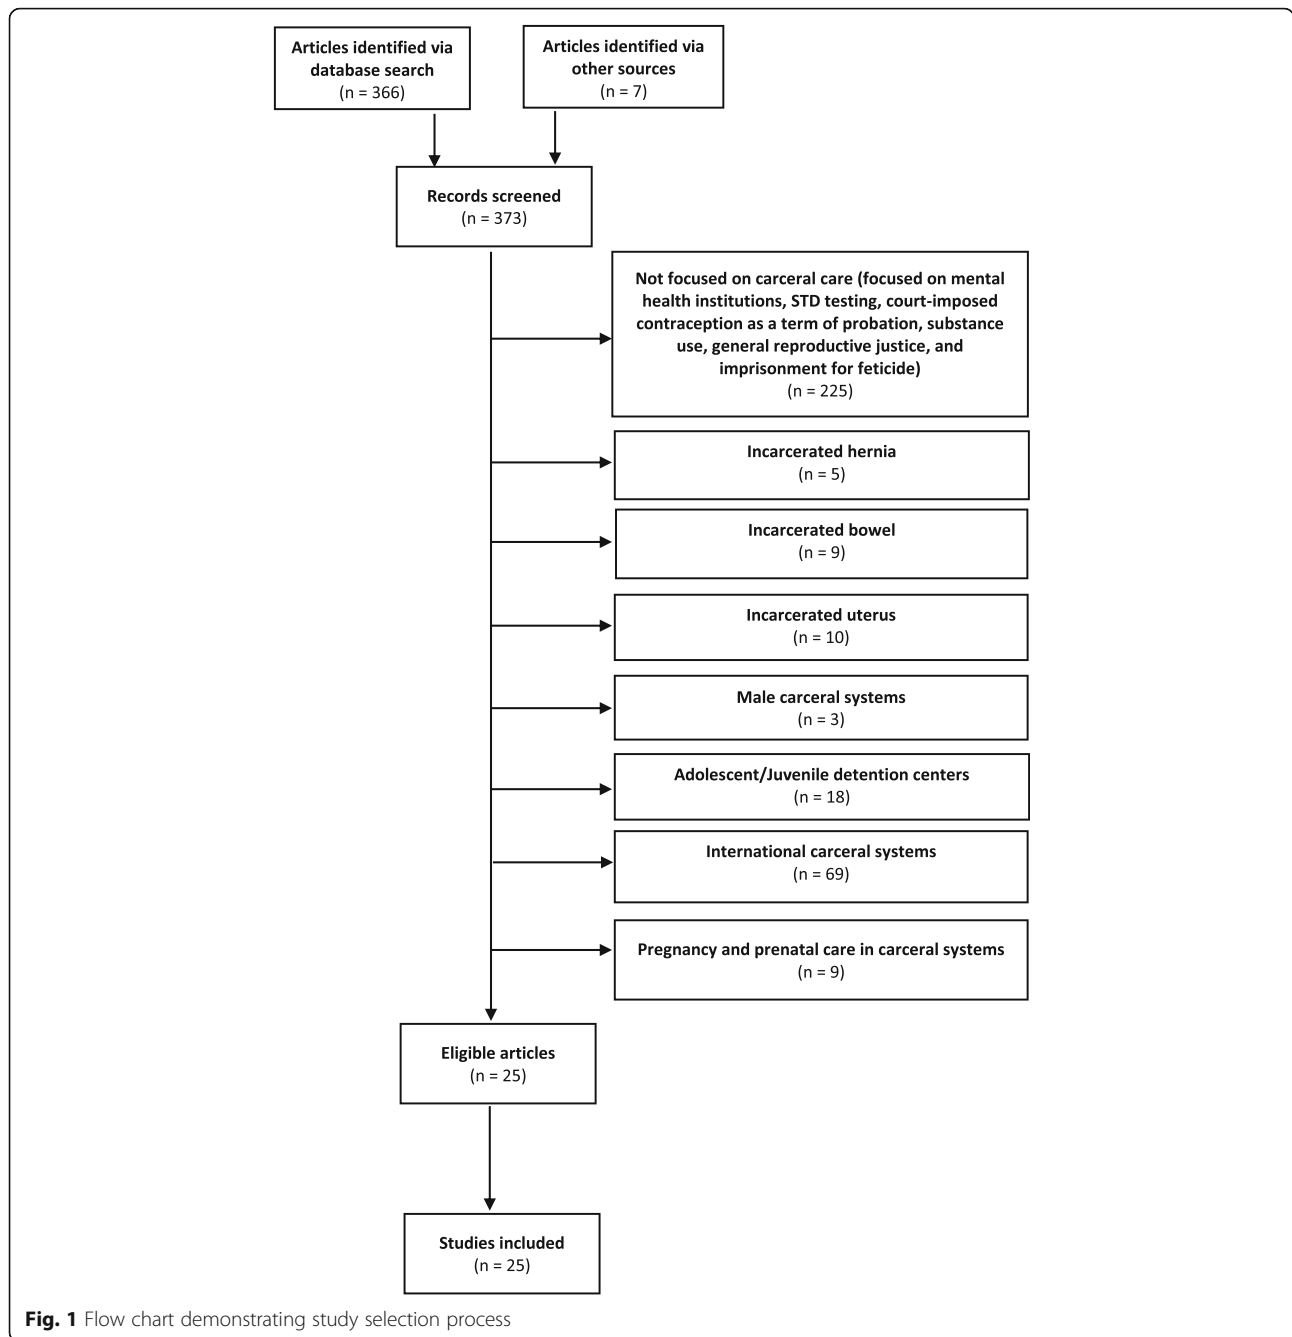 Articles identified via
database search
(n = 366)
Articles identified via
other sources
(n = 7)
Records screened
(n = 373)
Not focused on carceral care (focused on mental
health institutions, STD testing, court-imposed
contraception as a term of probation, substance
use, general reproductive justice, and
imprisonment for feticide)
(n = 225)
Incarcerated hernia
(n = 5)
Incarcerated bowel
(n = 9)
Incarcerated uterus
(n = 10)
Male carceral systems
(n = 3)
Adolescent/Juvenile detention centers
(n = 18)
International carceral systems
(n = 69)
Pregnancy and prenatal care in carceral systems
(n = 9)
Eligible articles
(n = 25)
Studies included
(n = 25)
Fig. 1 Flow chart demonstrating study selection process